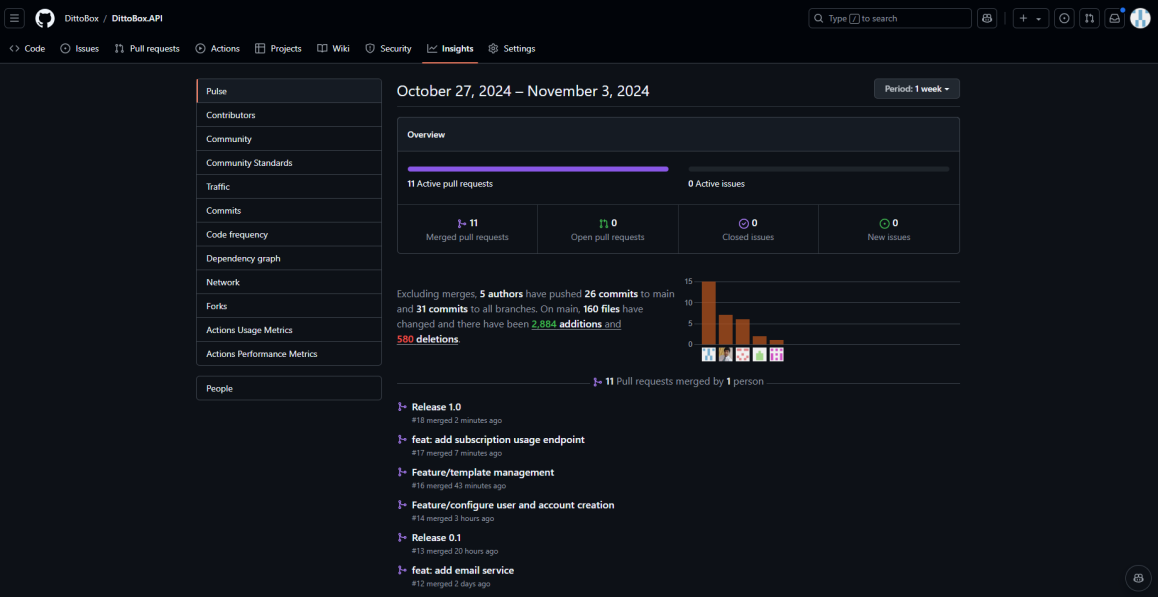 DittoBox / DittoBox.API
Type / to search
Code Issues Pull requests Actions Projects Wiki Security Insights Settings
Pulse
Contributors
Community
Community Standards
Traffic
Commits
Code frequency
Dependency graph
Network
Forks
Actions Usage Metrics
Actions Performance Metrics
People
October 27, 2024 – November 3, 2024
Period: 1 week
Overview
11 Active pull requests
0 Active issues
11
Merged pull requests
0
Open pull requests
0
Closed issues
0
New issues
Excluding merges, 5 authors have pushed 26 commits to main
and 31 commits to all branches. On main, 160 files have
changed and there have been 2,884 additions and
580 deletions.
15
10
5
0
11 Pull requests merged by 1 person
Release 1.0
#18 merged 2 minutes ago
feat: add subscription usage endpoint
#17 merged 7 minutes ago
Feature/template management
#16 merged 43 minutes ago
Feature/configure user and account creation
#14 merged 3 hours ago
Release 0.1
#13 merged 20 hours ago
feat: add email service
#12 merged 2 days ago